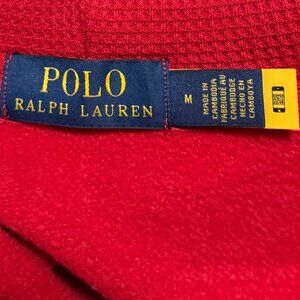 POLO
RALPH LAUREN
M
MADE IN
CAMBODIA
FABRIQUÉ AU
CAMBODGE
HECHO EN
CAMBOYA